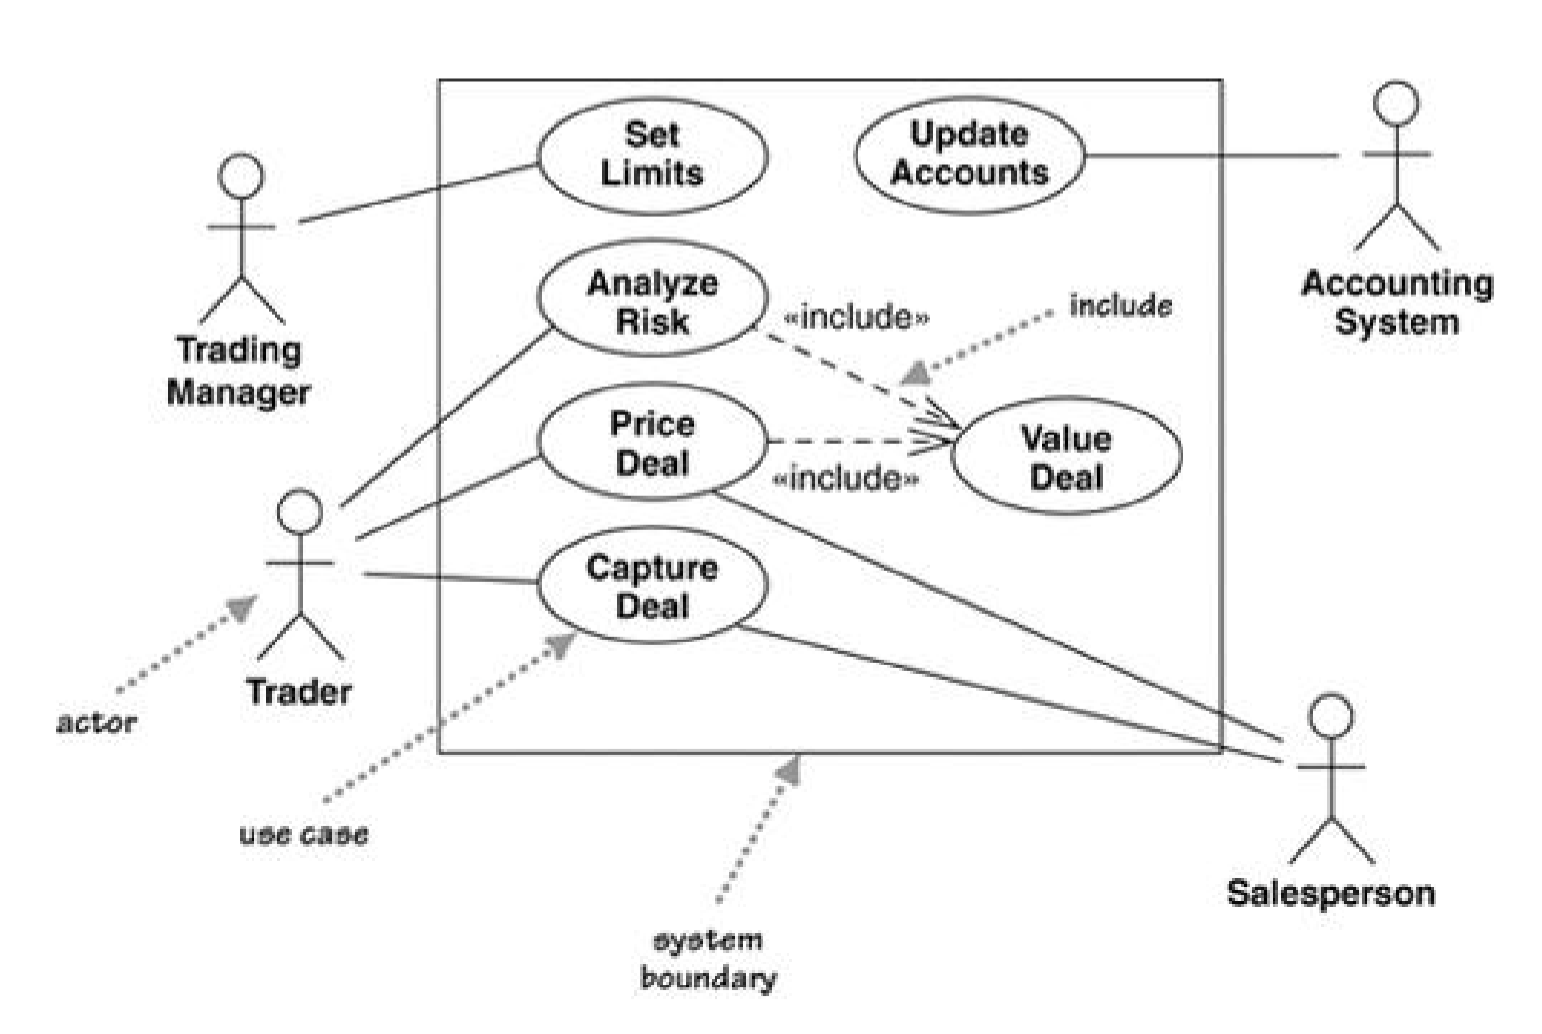 Set
Limits
Update
Accounts
Trading
Manager
Accounting
System
Analyze
Risk
«include»
include
Price
Deal
«include»
Value
Deal
Capture
Deal
Trader
actor
use case
system
boundary
Salesperson